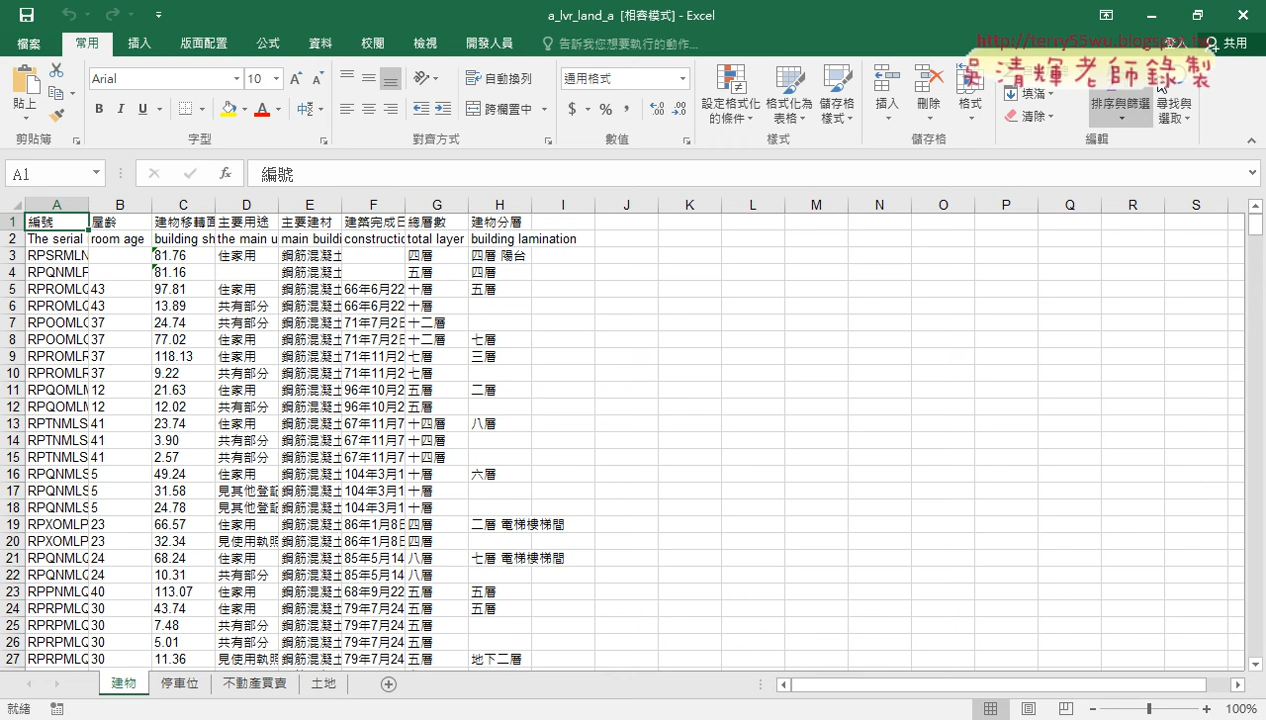 a_lvr_land_a [相容模式] - Excel
檔案 常用 插入 版面配置 公式 資料 校閱 檢視 開發人員 告訴我您想要執行的動作... 登入 共用
http://terry55wu.blogspot.tw
吳清輝老師錄製
貼上 Arial 10 自動換列 跨欄置中 通用格式 設定格式化的條件 格式化為表格 儲存格樣式 插入 刪除 格式 填滿 清除 排序與篩選 尋找與選取
剪貼簿 字型 對齊方式 數值 樣式 儲存格 編輯
A1 編號
A B C D E F G H I J K L M N O P Q R S
1 編號 屋齡 建物移轉面 主要用途 主要建材 建築完成日 總層數 建物分層
2 The serial room age building sh the main u main buildi constructio total layer building lamination
3 RPSRMLN 81.76 住家用 鋼筋混凝土 四層 四層 陽台
4 RPQNMLP 81.16 鋼筋混凝土 五層 四層
5 RPROMLQ 43 97.81 住家用 鋼筋混凝土 66年6月22 十層 五層
6 RPROMLQ 43 13.89 共有部分 鋼筋混凝土 66年6月22 十層
7 RPOOMLQ 37 24.74 共有部分 鋼筋混凝土 71年7月2日 十二層
8 RPOOMLQ 37 77.02 住家用 鋼筋混凝土 71年7月2日 十二層 七層
9 RPROMLR 37 118.13 住家用 鋼筋混凝土 71年11月2 七層 三層
10 RPROMLR 37 9.22 共有部分 鋼筋混凝土 71年11月2 七層
11 RPQOMLM 12 21.63 住家用 鋼筋混凝土 96年10月2 五層 二層
12 RPQOMLM 12 12.02 共有部分 鋼筋混凝土 96年10月2 五層
13 RPTNMLS 41 23.74 住家用 鋼筋混凝土 67年11月7 十四層 八層
14 RPTNMLS 41 3.90 共有部分 鋼筋混凝土 67年11月7 十四層
15 RPTNMLS 41 2.57 共有部分 鋼筋混凝土 67年11月7 十四層
16 RPQNMLS 5 49.24 住家用 鋼筋混凝土 104年3月1 十層 六層
17 RPQNMLS 5 31.58 見其他登記 鋼筋混凝土 104年3月1 十層
18 RPQNMLS 5 24.78 見其他登記 鋼筋混凝土 104年3月1 十層
19 RPXOMLP 23 66.57 住家用 鋼筋混凝土 86年1月8日 四層 二層 電梯樓梯間
20 RPXOMLP 23 32.34 見使用執照 鋼筋混凝土 86年1月8日 四層
21 RPQNMLQ 24 68.24 住家用 鋼筋混凝土 85年5月14 八層 七層 電梯樓梯間
22 RPQNMLQ 24 10.31 共有部分 鋼筋混凝土 85年5月14 八層
23 RPPNMLQ 40 113.07 住家用 鋼筋混凝土 68年9月22 五層 五層
24 RPRPMLQ 30 43.74 住家用 鋼筋混凝土 79年7月24 五層 五層
25 RPRPMLQ 30 7.48 共有部分 鋼筋混凝土 79年7月24 五層
26 RPRPMLQ 30 5.01 共有部分 鋼筋混凝土 79年7月24 五層
27 RPRPMLQ 30 11.36 見使用執照 鋼筋混凝土 79年7月24 五層 地下二層
建物 停車位 不動產買賣 土地
就緒 100%